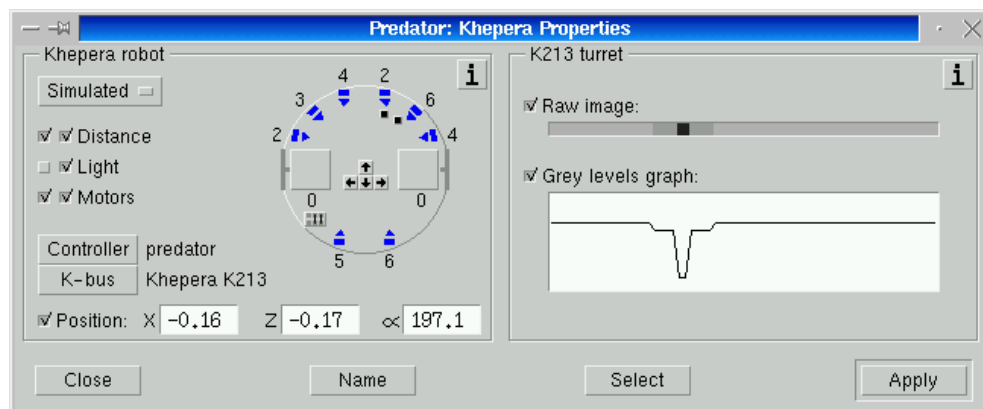 Predator: Khepera Properties
Khepera robot
i
Simulated
4 2
3 6
2 4
Distance
Light
Motors
0 0
5 6
Controller predator
K-bus Khepera K213
Position: X -0.16 Z -0.17 ∝ 197.1
K213 turret
i
Raw image:
Grey levels graph:
Close Name Select Apply